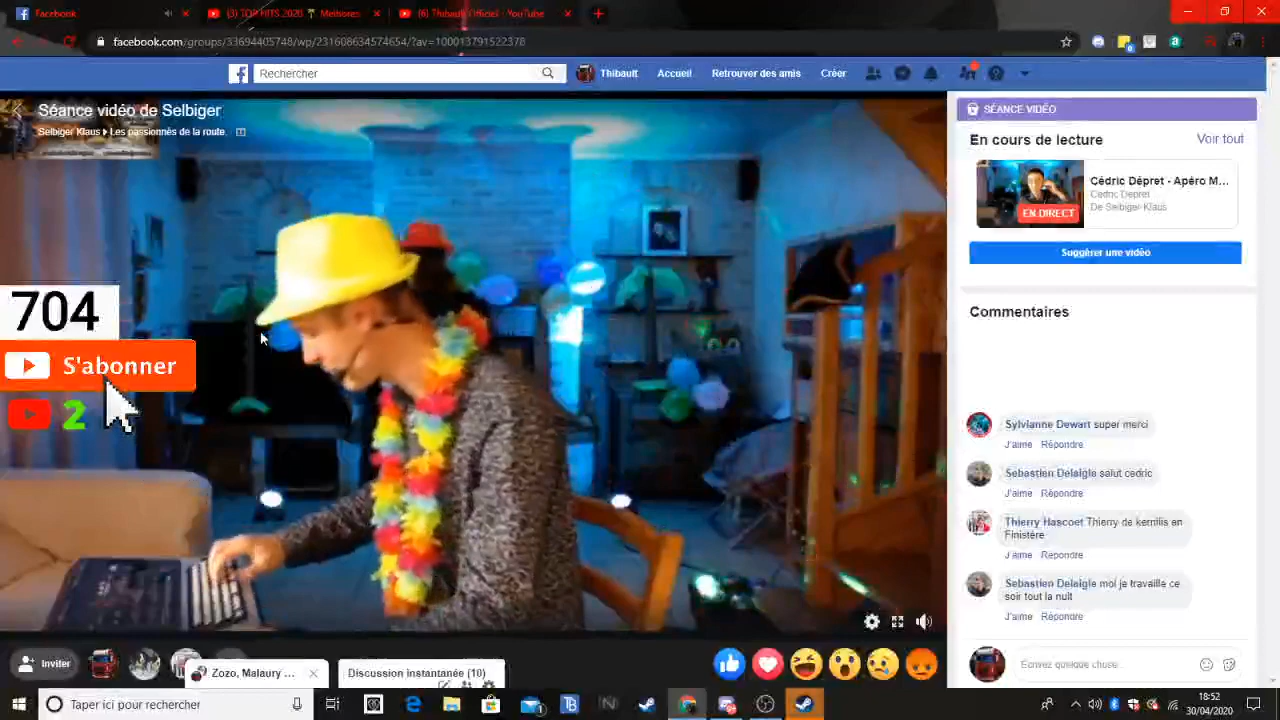 Facebook
(3) TOP HITS 2020 🌴 Melhores
(6) Thibault Officiel - YouTube
facebook.com/groups/33694405748/wp/231608634574654/?av=100013791522378
Rechercher
Thibault
Accueil
Retrouver des amis
Créer
Séance vidéo de Selbiger
Selbiger Klaus ▸ Les passionnés de la route.
SÉANCE VIDÉO
En cours de lecture
Voir tout
Cédric Dépret - Apéro M...
Cédric Dépret
De Selbiger Klaus
EN DIRECT
Suggérer une vidéo
Commentaires
704
S'abonner
2
Sylvianne Dewart super merci
J'aime Répondre
Sebastien Delaigle salut cedric
J'aime Répondre
Thierry Hascoet Thierry de kernilis en
Finistère
J'aime Répondre
Sebastien Delaigle moi je travaille ce
soir tout la nuit
J'aime Répondre
Inviter
Zozo, Malaury ...
Discussion instantanée (10)
Écrivez quelque chose...
Taper ici pour rechercher
18:52
30/04/2020